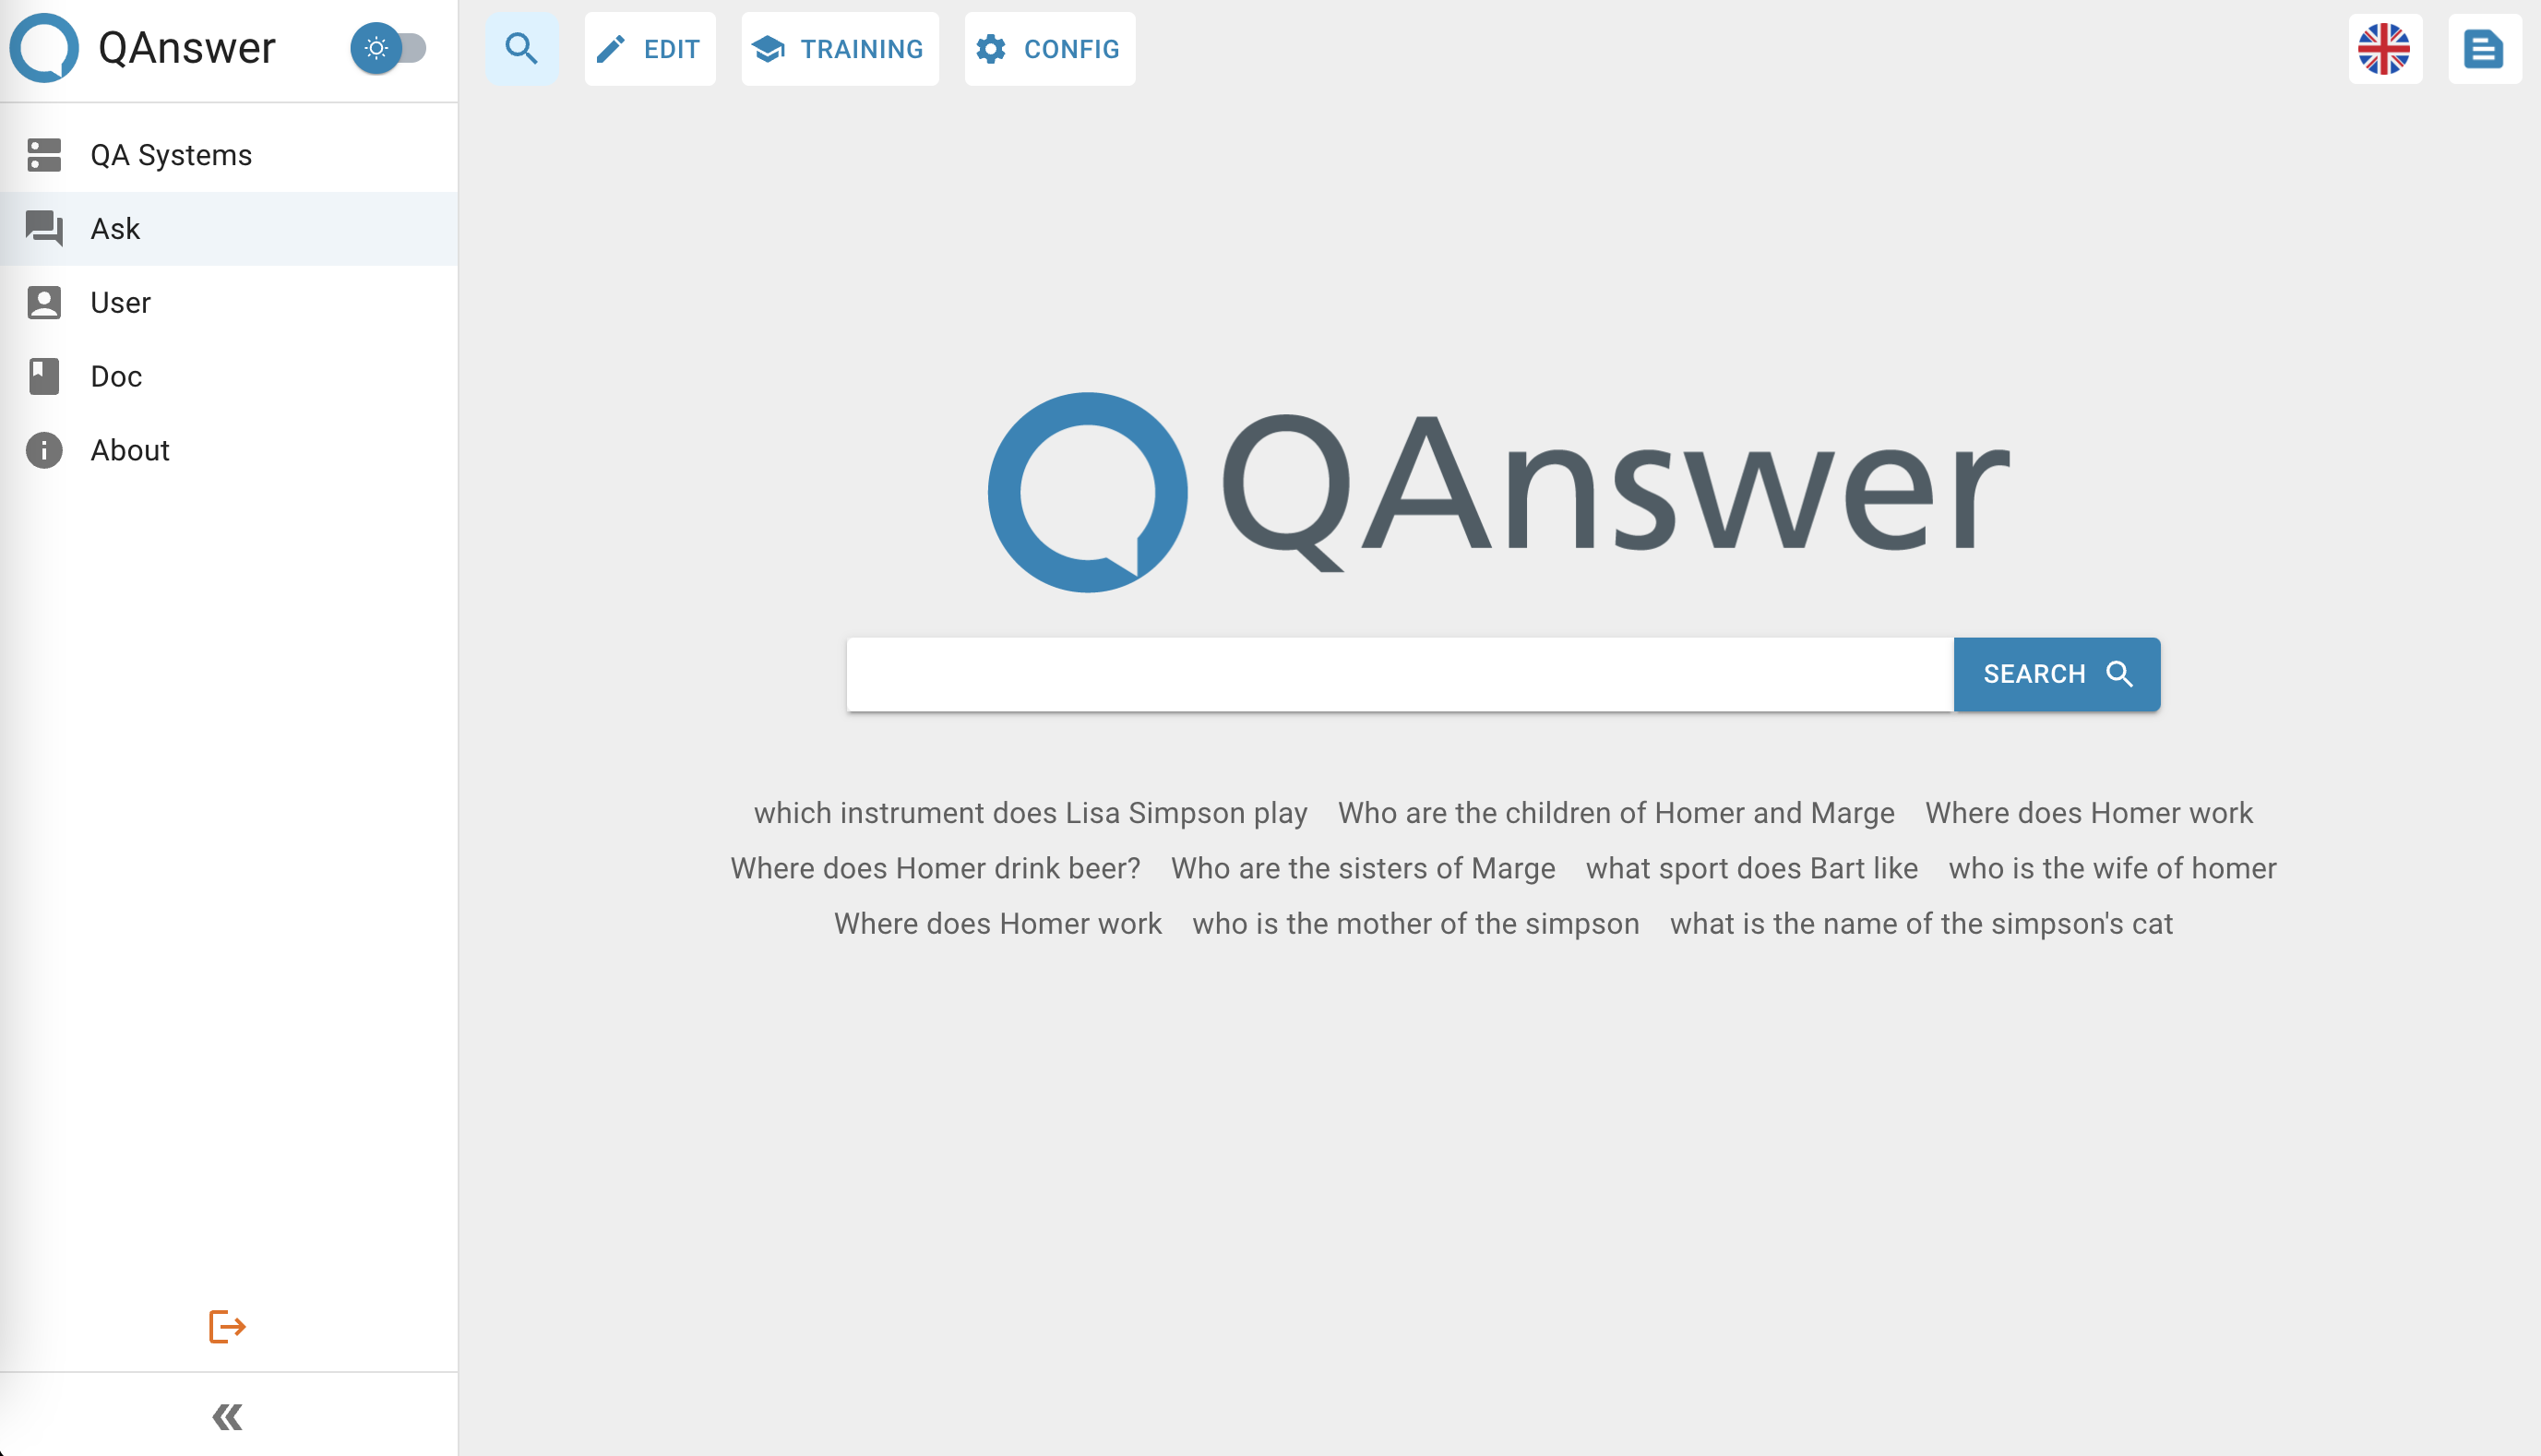 QAnswer
EDIT
TRAINING
CONFIG
QA Systems
Ask
User
Doc
About
QAnswer
SEARCH
which instrument does Lisa Simpson play Who are the children of Homer and Marge Where does Homer work
Where does Homer drink beer? Who are the sisters of Marge what sport does Bart like who is the wife of homer
Where does Homer work who is the mother of the simpson what is the name of the simpson's cat